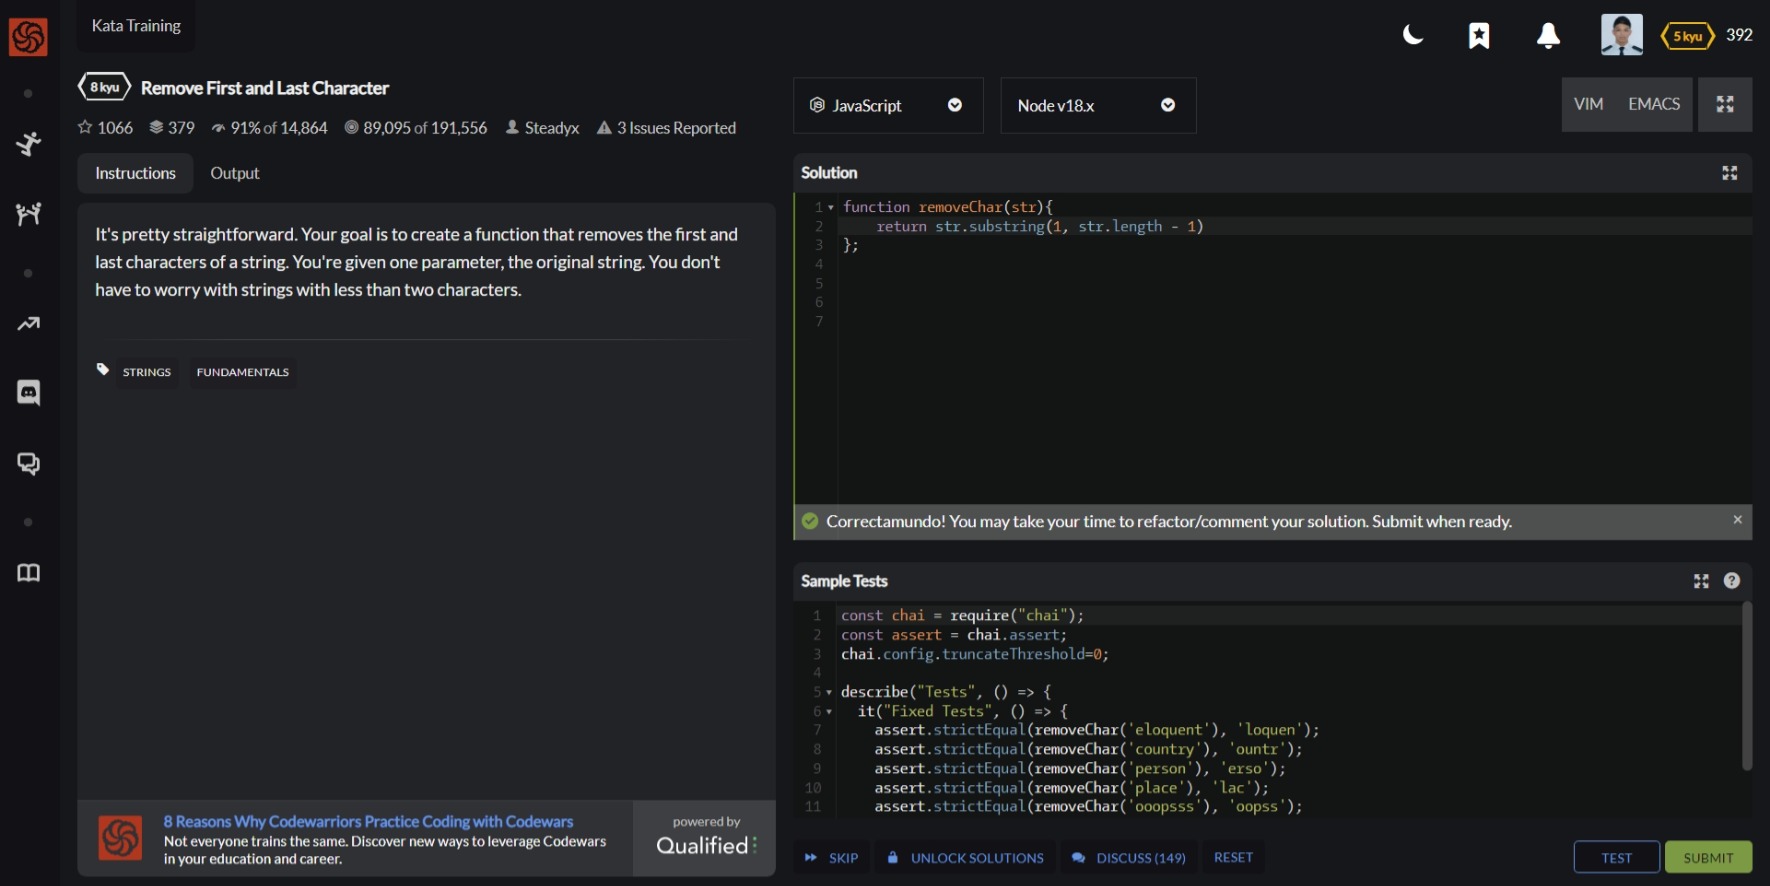 Kata Training
5 kyu 392
8 kyu Remove First and Last Character
1066 379 91% of 14,864 89,095 of 191,556 Steadyx 3 Issues Reported
Instructions Output
It's pretty straightforward. Your goal is to create a function that removes the first and
last characters of a string. You're given one parameter, the original string. You don't
have to worry with strings with less than two characters.
STRINGS FUNDAMENTALS
8 Reasons Why Codewarriors Practice Coding with Codewars
Not everyone trains the same. Discover new ways to leverage Codewars
in your education and career.
powered by
Qualified
JavaScript Node v18.x VIM EMACS
Solution
1 function removeChar(str){
2 return str.substring(1, str.length - 1)
3 };
4
5
6
7
Correctamundo! You may take your time to refactor/comment your solution. Submit when ready. ×
Sample Tests ?
1 const chai = require("chai");
2 const assert = chai.assert;
3 chai.config.truncateThreshold=0;
4
5 describe("Tests", () => {
6 it("Fixed Tests", () => {
7 assert.strictEqual(removeChar('eloquent'), 'loquen');
8 assert.strictEqual(removeChar('country'), 'ountr');
9 assert.strictEqual(removeChar('person'), 'erso');
10 assert.strictEqual(removeChar('place'), 'lac');
11 assert.strictEqual(removeChar('ooopsss'), 'oopss');
SKIP UNLOCK SOLUTIONS DISCUSS (149) RESET TEST SUBMIT